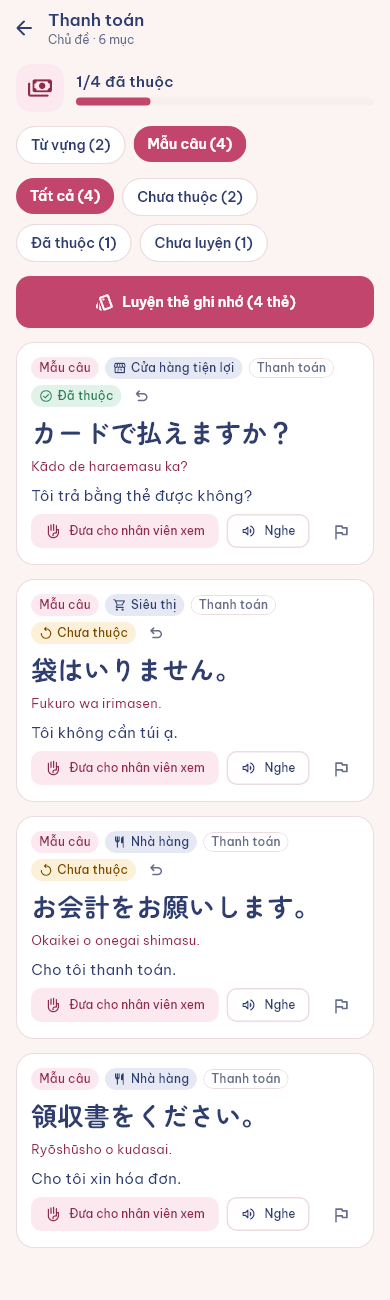 Thanh toán
Chủ đề · 6 mục
1/4 đã thuộc
Từ vựng (2)
Mẫu câu (4)
Tất cả (4)
Chưa thuộc (2)
Đã thuộc (1)
Chưa luyện (1)
Luyện thẻ ghi nhớ (4 thẻ)
Mẫu câu
Cửa hàng tiện lợi
Thanh toán
Đã thuộc
カードで払えますか？
Kādo de haraemasu ka?
Tôi trả bằng thẻ được không?
Đưa cho nhân viên xem
Nghe
Mẫu câu
Siêu thị
Thanh toán
Chưa thuộc
袋はいりません。
Fukuro wa irimasen.
Tôi không cần túi ạ.
Đưa cho nhân viên xem
Nghe
Mẫu câu
Nhà hàng
Thanh toán
Chưa thuộc
お会計をお願いします。
Okaikei o onegai shimasu.
Cho tôi thanh toán.
Đưa cho nhân viên xem
Nghe
Mẫu câu
Nhà hàng
Thanh toán
領収書をください。
Ryōshūsho o kudasai.
Cho tôi xin hóa đơn.
Đưa cho nhân viên xem
Nghe